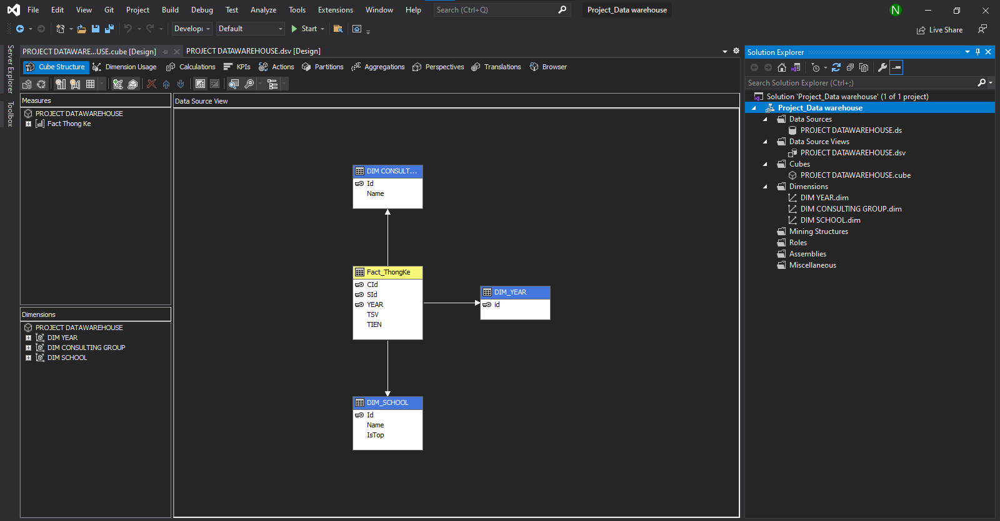 File Edit View Git Project Build Debug Test Analyze Tools Extensions Window Help Search (Ctrl+Q) Project_Data warehouse N
Developı Default Start Live Share
Server Explorer
Toolbox
PROJECT DATAWARE...USE.cube [Design] PROJECT DATAWAREHOUSE.dsv [Design]
Cube Structure Dimension Usage Calculations KPIs Actions Partitions Aggregations Perspectives Translations Browser
Measures
PROJECT DATAWAREHOUSE
Fact Thong Ke
Dimensions
PROJECT DATAWAREHOUSE
DIM YEAR
DIM CONSULTING GROUP
DIM SCHOOL
Data Source View
DIM CONSULT...
Id
Name
Fact_ThongKe
CId
SId
YEAR
TSV
TIEN
DIM_YEAR
id
DIM_SCHOOL
Id
Name
IsTop
Solution Explorer
Search Solution Explorer (Ctrl+;)
Solution 'Project_Data warehouse' (1 of 1 project)
Project_Data warehouse
Data Sources
PROJECT DATAWAREHOUSE.ds
Data Source Views
PROJECT DATAWAREHOUSE.dsv
Cubes
PROJECT DATAWAREHOUSE.cube
Dimensions
DIM YEAR.dim
DIM CONSULTING GROUP.dim
DIM SCHOOL.dim
Mining Structures
Roles
Assemblies
Miscellaneous